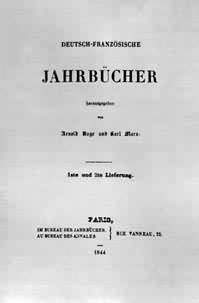 DEUTSCH-FRANZÖSISCHE
JAHRBÜCHER
herausgegeben
von
Arnold Ruge und Karl Marx.
1ste und 2te Lieferung.
PARIS,
IM BUREAU DER JAHRBÜCHER.
AU BUREAU DES ANNALES.
RUE VANNEAU, 22.
1844